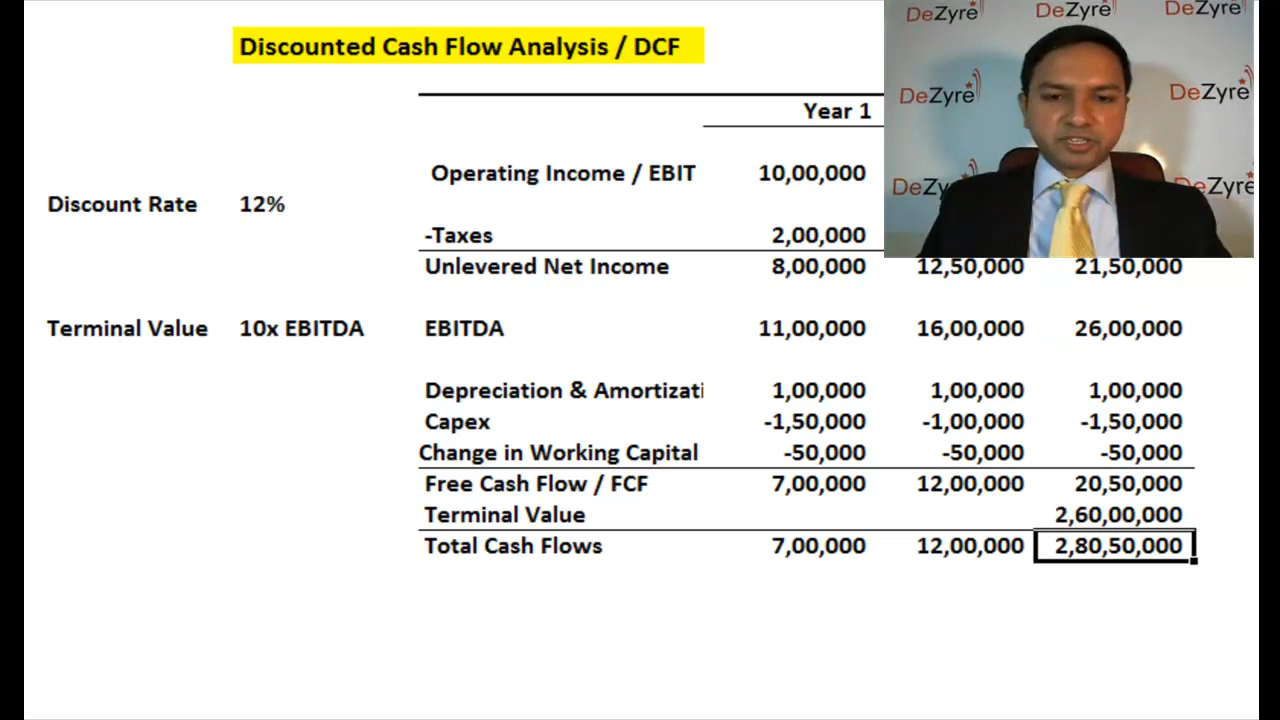 Discounted Cash Flow Analysis / DCF
DeZyre DeZyre DeZyre
DeZyre DeZyre
Year 1
Operating Income / EBIT 10,00,000
DeZy eZyre
Discount Rate 12%
-Taxes 2,00,000
Unlevered Net Income 8,00,000 12,50,000 21,50,000
Terminal Value 10x EBITDA EBITDA 11,00,000 16,00,000 26,00,000
Depreciation & Amortizati 1,00,000 1,00,000 1,00,000
Capex -1,50,000 -1,00,000 -1,50,000
Change in Working Capital -50,000 -50,000 -50,000
Free Cash Flow / FCF 7,00,000 12,00,000 20,50,000
Terminal Value 2,60,00,000
Total Cash Flows 7,00,000 12,00,000 2,80,50,000